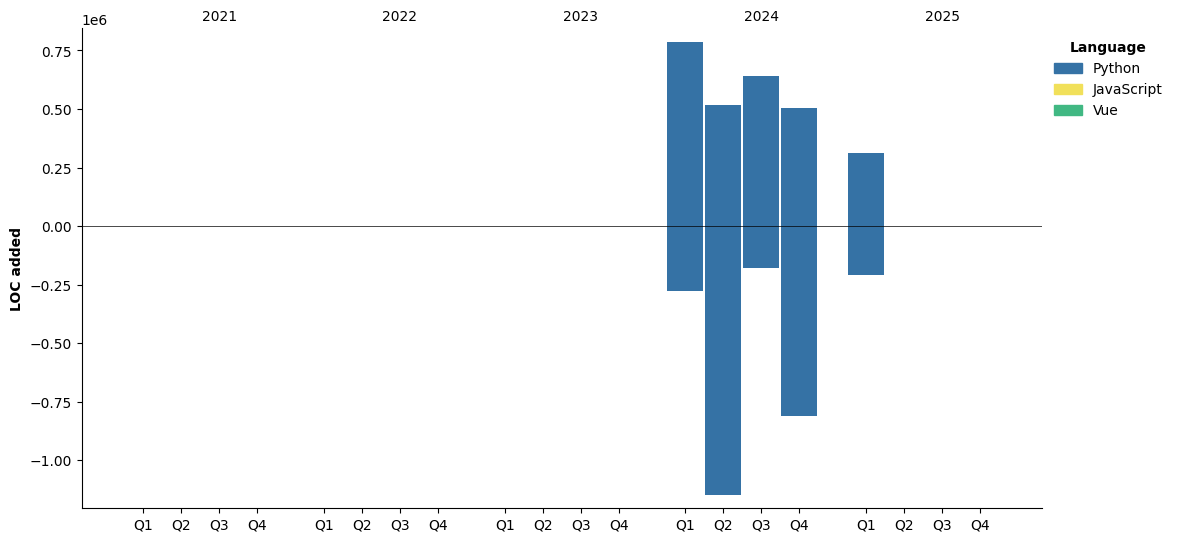 1e6
2021 2022 2023 2024 2025
Language
Python
JavaScript
Vue
LOC added
0.75
0.50
0.25
0.00
−0.25
−0.50
−0.75
−1.00
Q1 Q2 Q3 Q4 Q1 Q2 Q3 Q4 Q1 Q2 Q3 Q4 Q1 Q2 Q3 Q4 Q1 Q2 Q3 Q4